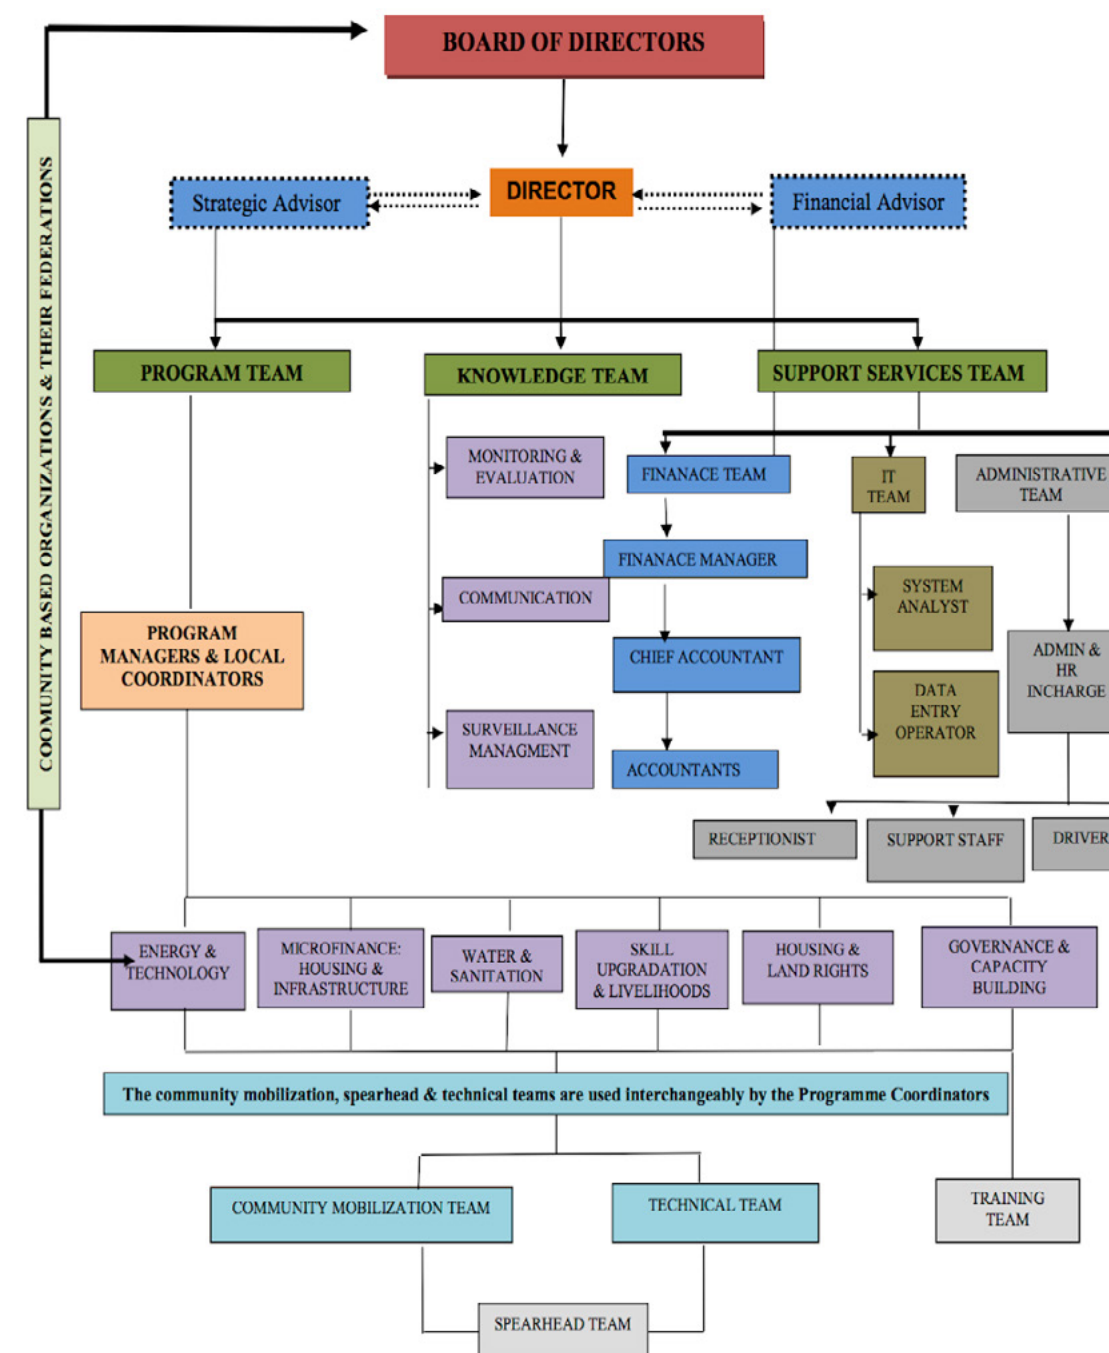 BOARD OF DIRECTORS
COOMUNITY BASED ORGANIZATIONS & THEIR FEDERATIONS
Strategic Advisor
DIRECTOR
Financial Advisor
PROGRAM TEAM
KNOWLEDGE TEAM
SUPPORT SERVICES TEAM
MONITORING &
EVALUATION
COMMUNICATION
SURVEILLANCE
MANAGMENT
FINANACE TEAM
FINANACE MANAGER
CHIEF ACCOUNTANT
ACCOUNTANTS
IT
TEAM
SYSTEM
ANALYST
DATA
ENTRY
OPERATOR
ADMINISTRATIVE
TEAM
ADMIN &
HR
INCHARGE
RECEPTIONIST
SUPPORT STAFF
DRIVER
PROGRAM
MANAGERS & LOCAL
COORDINATORS
ENERGY &
TECHNOLOGY
MICROFINANCE:
HOUSING &
INFRASTRUCTURE
WATER &
SANITATION
SKILL
UPGRADATION
& LIVELIHOODS
HOUSING &
LAND RIGHTS
GOVERNANCE &
CAPACITY
BUILDING
The community mobilization, spearhead & technical teams are used interchangeably by the Programme Coordinators
COMMUNITY MOBILIZATION TEAM
TECHNICAL TEAM
TRAINING
TEAM
SPEARHEAD TEAM